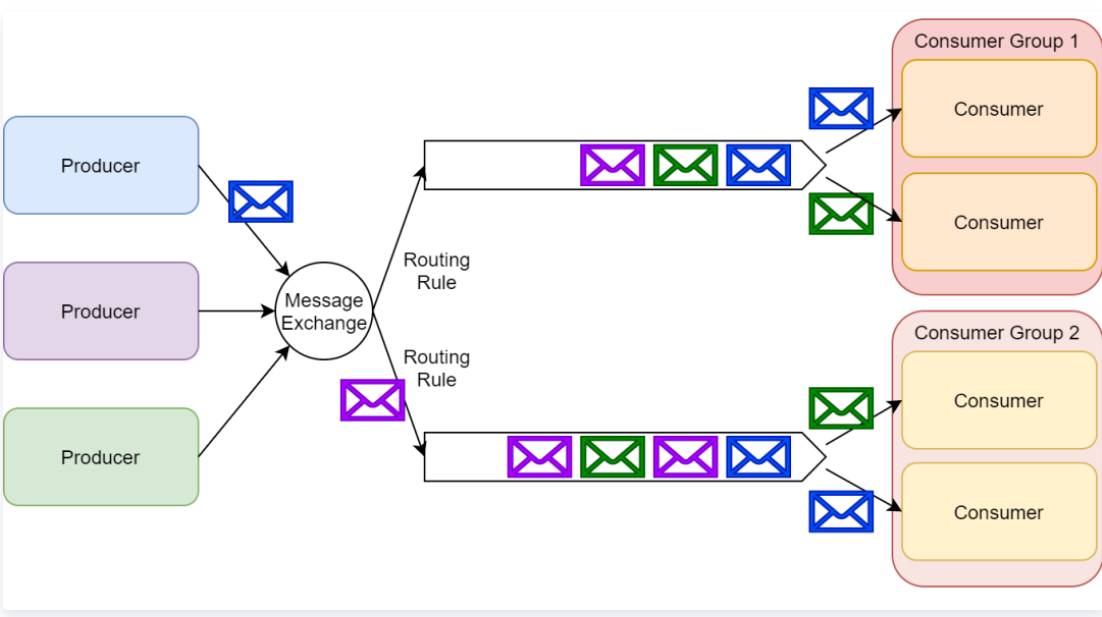 Consumer Group 1
Consumer
Producer
Consumer
Routing
Rule
Message
Exchange
Producer
Consumer Group 2
Routing
Rule
Consumer
Producer
Consumer